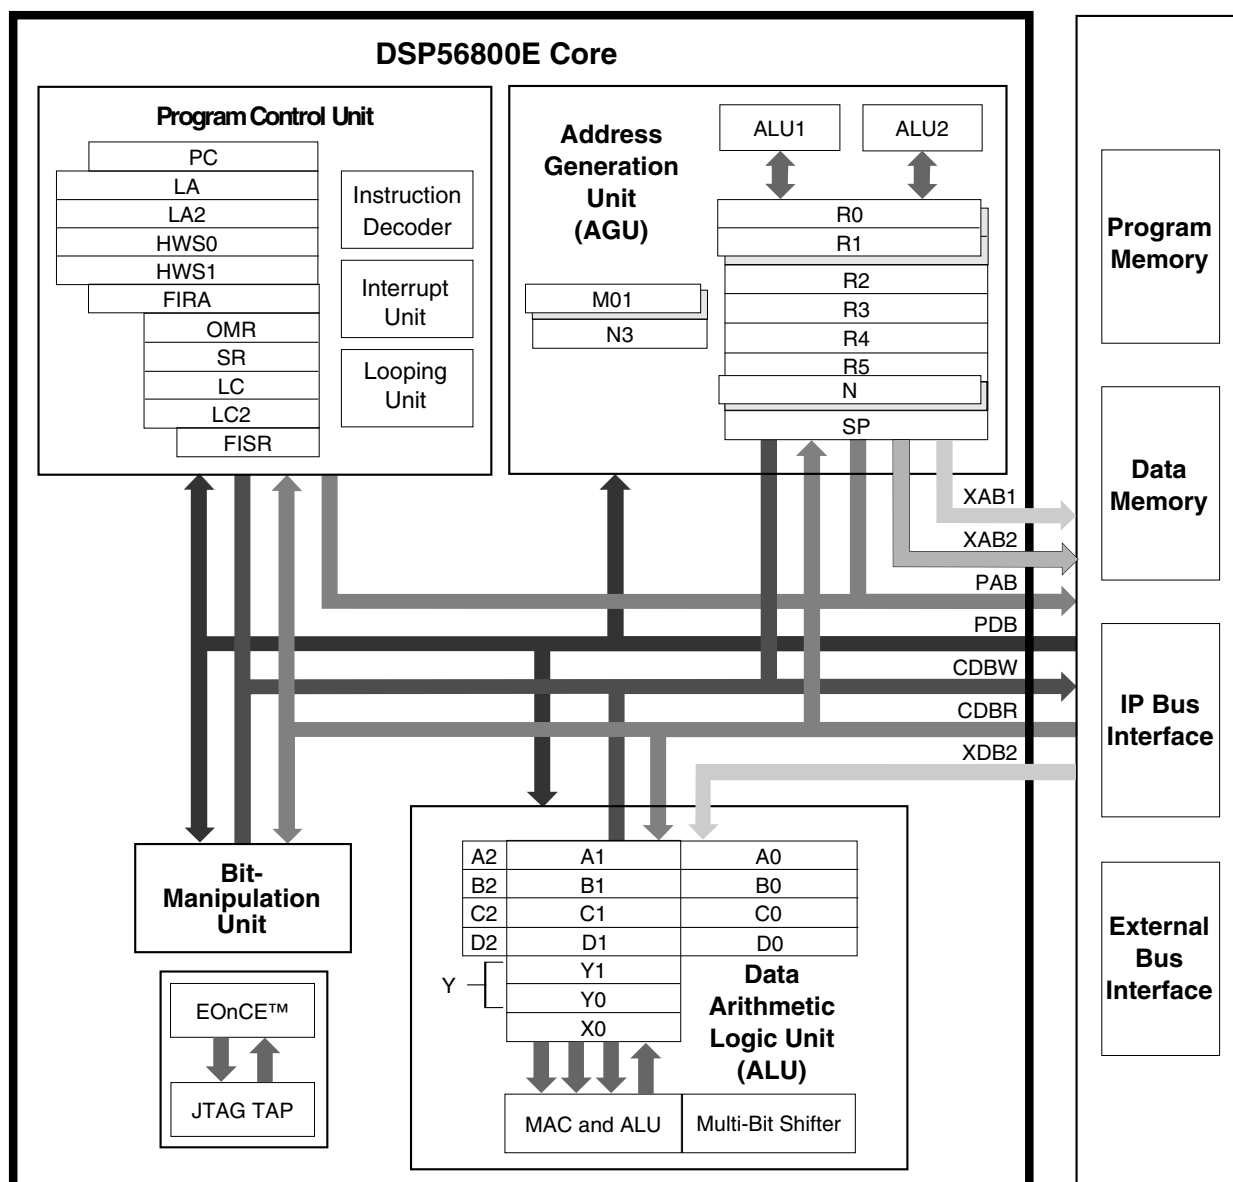 DSP56800E Core
Program Control Unit
PC
LA
LA2
HWS0
HWS1
FIRA
OMR
SR
LC
LC2
FISR
Instruction
Decoder
Interrupt
Unit
Looping
Unit
Address
Generation
Unit
(AGU)
ALU1
ALU2
R0
R1
R2
R3
R4
R5
N
SP
M01
N3
Program
Memory
Data
Memory
IP Bus
Interface
External
Bus
Interface
XAB1
XAB2
PAB
PDB
CDBW
CDBR
XDB2
Bit-
Manipulation
Unit
EOnCE™
JTAG TAP
A2 A1 A0
B2 B1 B0
C2 C1 C0
D2 D1 D0
Y
Y1
Y0
X0
Data
Arithmetic
Logic Unit
(ALU)
MAC and ALU
Multi-Bit Shifter